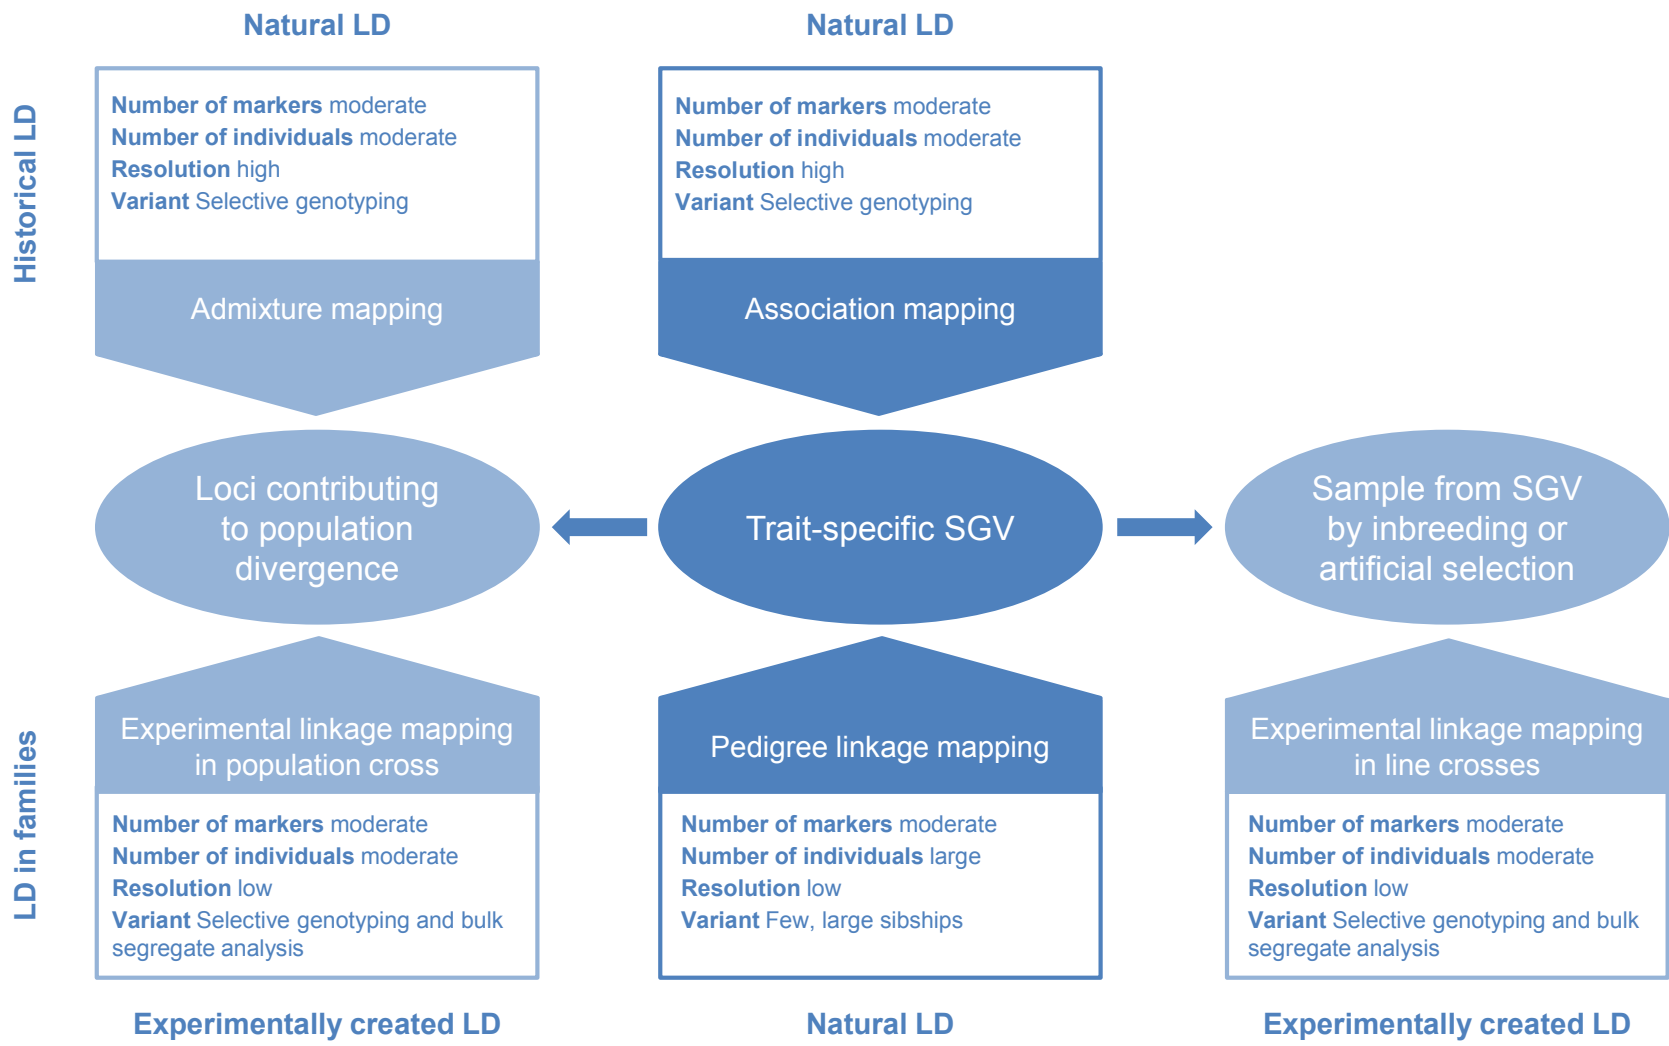 Natural LD
Natural LD
Historical LD
Number of markers moderate
Number of individuals moderate
Resolution high
Variant Selective genotyping
Admixture mapping
Number of markers moderate
Number of individuals moderate
Resolution high
Variant Selective genotyping
Association mapping
Loci contributing
to population
divergence
Trait-specific SGV
Sample from SGV
by inbreeding or
artificial selection
LD in families
Experimental linkage mapping
in population cross
Number of markers moderate
Number of individuals moderate
Resolution low
Variant Selective genotyping and bulk
segregate analysis
Pedigree linkage mapping
Number of markers moderate
Number of individuals large
Resolution low
Variant Few, large sibships
Experimental linkage mapping
in line crosses
Number of markers moderate
Number of individuals moderate
Resolution low
Variant Selective genotyping and bulk
segregate analysis
Experimentally created LD
Natural LD
Experimentally created LD